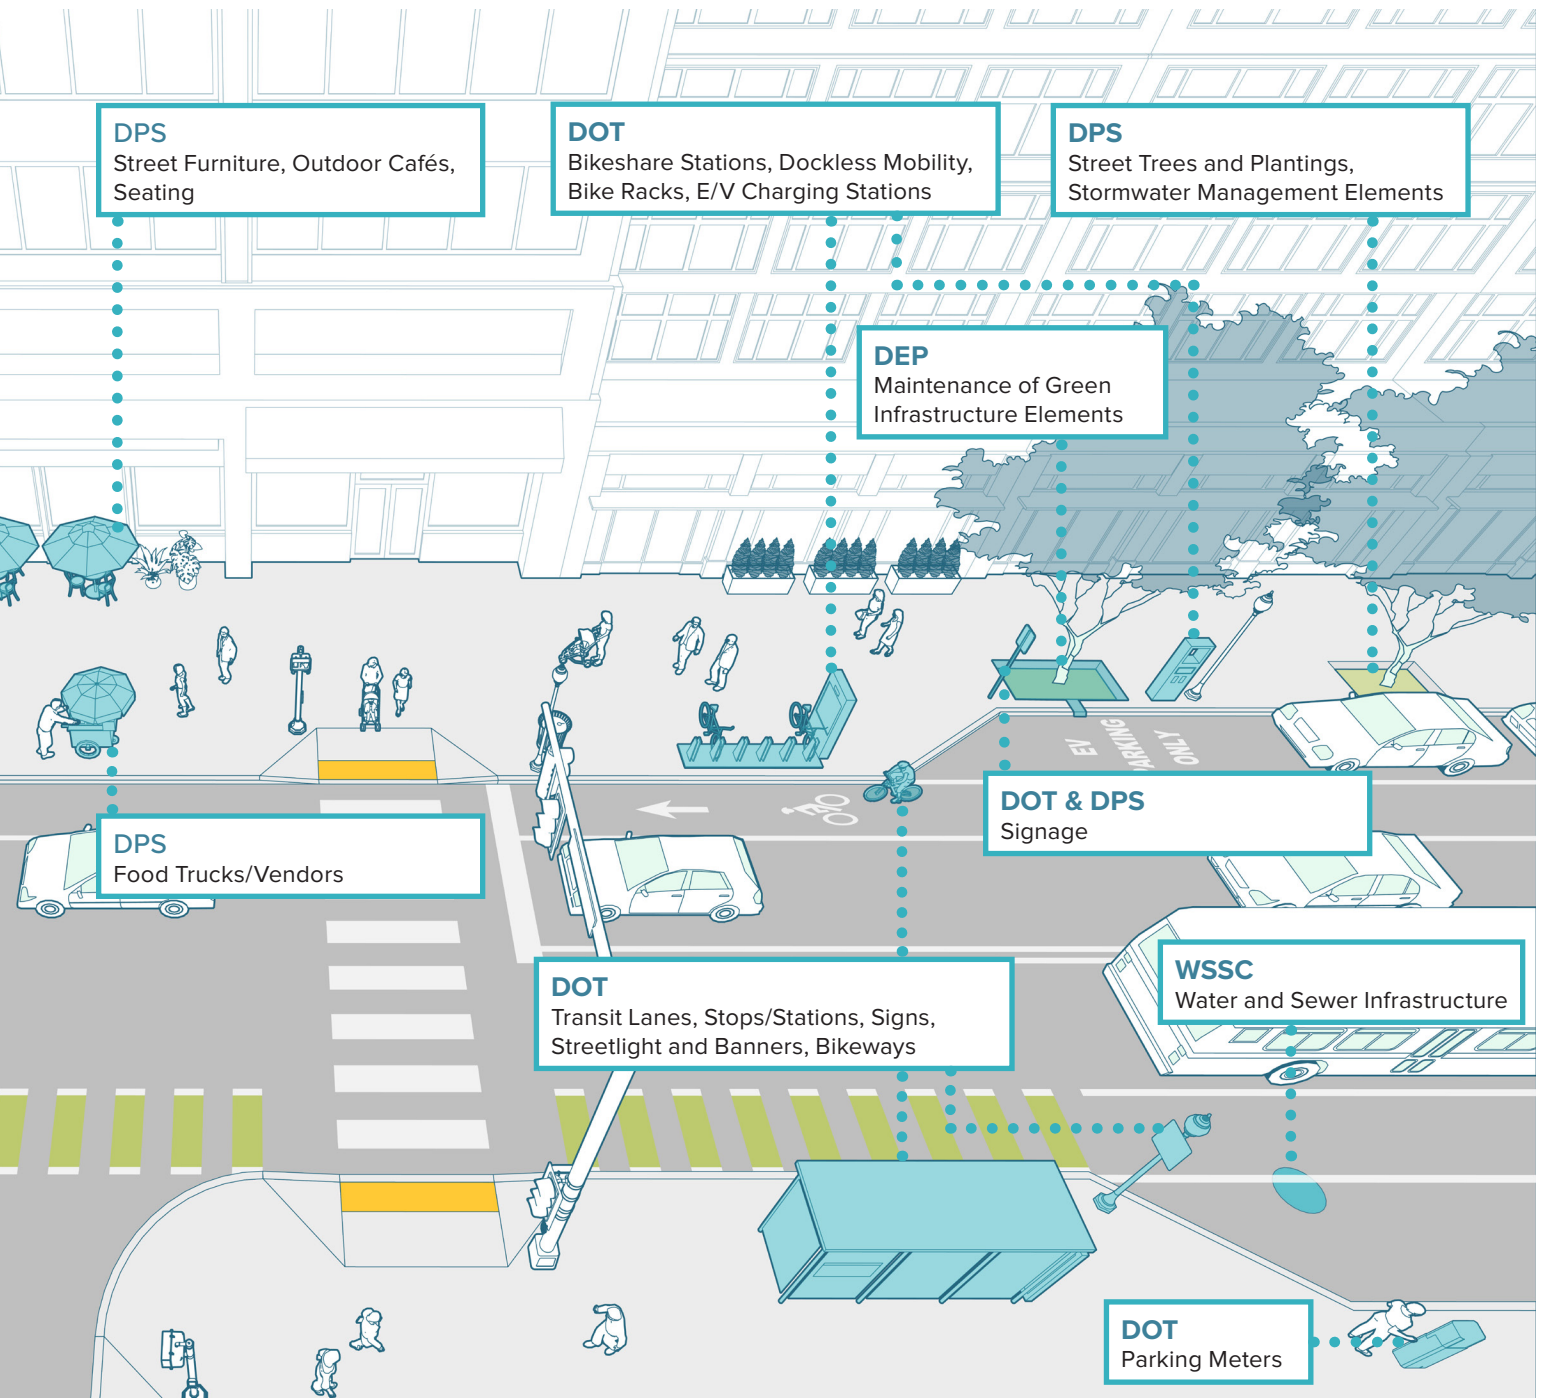 DPS
Street Furniture, Outdoor Cafés,
Seating
DOT
Bikeshare Stations, Dockless Mobility,
Bike Racks, E/V Charging Stations
DPS
Street Trees and Plantings,
Stormwater Management Elements
DEP
Maintenance of Green
Infrastructure Elements
EV
PARKING
ONLY
DOT & DPS
Signage
DPS
Food Trucks/Vendors
DOT
Transit Lanes, Stops/Stations, Signs,
Streetlight and Banners, Bikeways
WSSC
Water and Sewer Infrastructure
DOT
Parking Meters